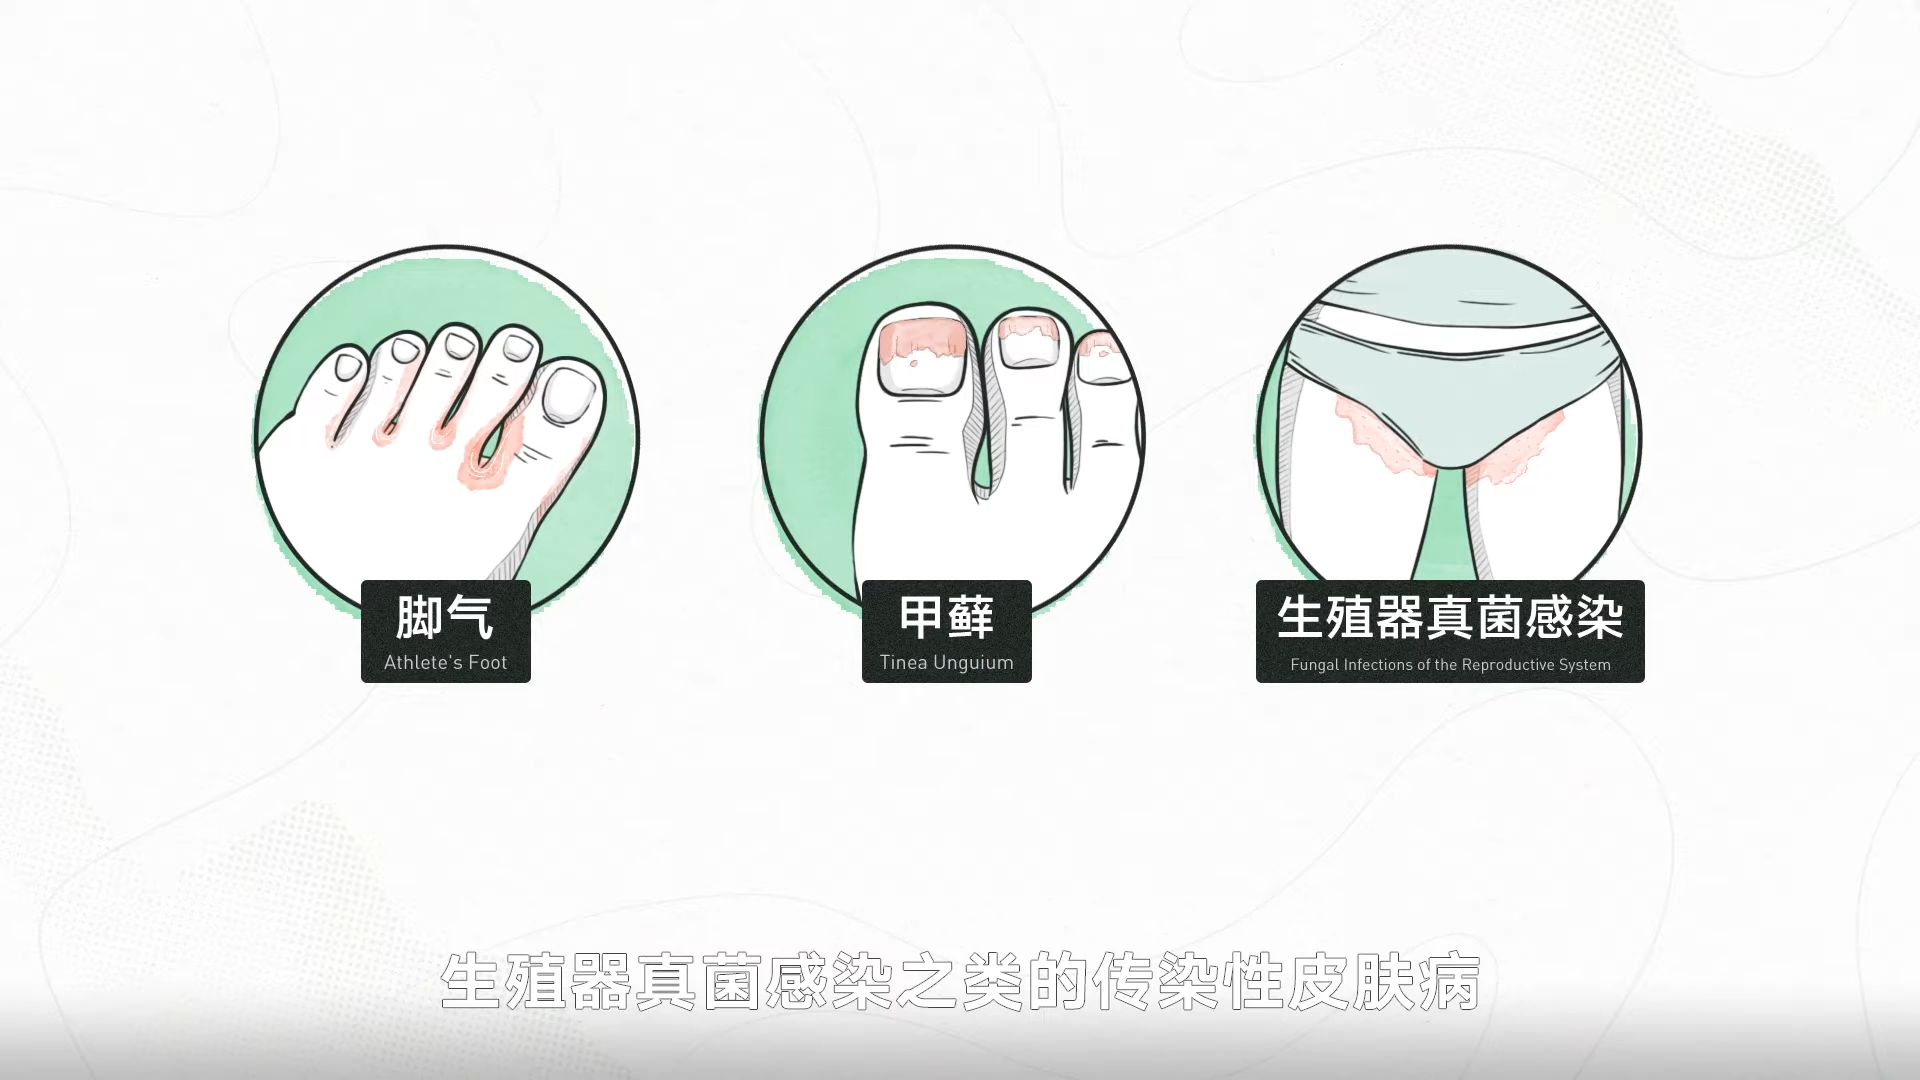 脚气
Athlete's Foot
甲藓
Tinea Unguium
生殖器真菌感染
Fungal Infections of the Reproductive System
生殖器真菌感染之类的传染性皮肤病